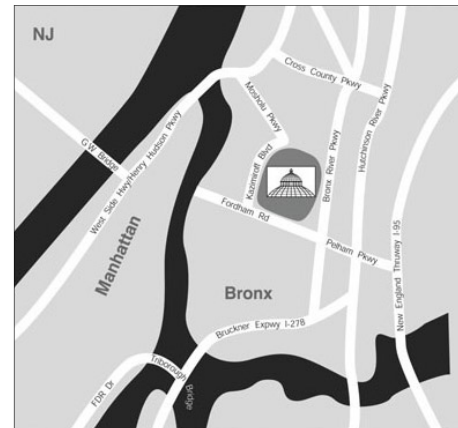 NJ
Cross County Pkwy
Mosholu Pkwy
Hutchinson River Pkwy
G W Bridge
West Side Hwy/Henry Hudson Pkwy
Kazimiroff Blvd
Bronx River Pkwy
Fordham Rd
Pelham Pkwy
Manhattan
New England Thruway I-95
Bronx
Bruckner Expwy I-278
Triborough Bridge
FDR Dr